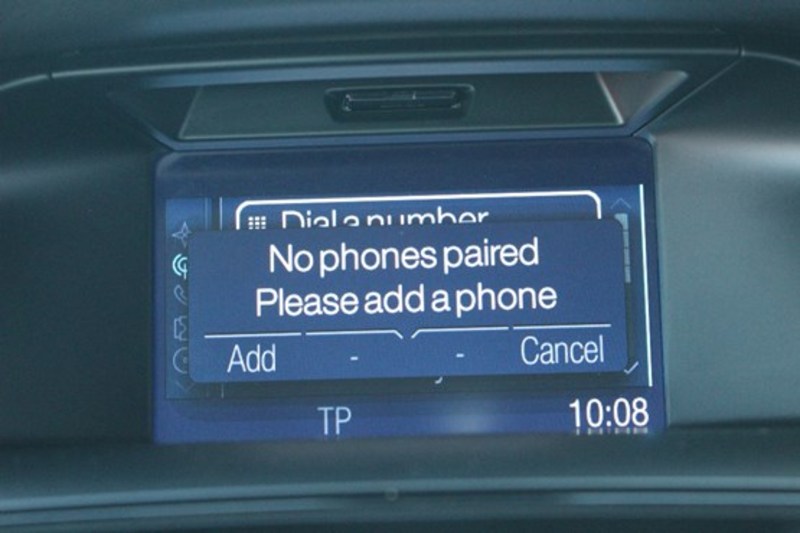 Dial a number
No phones paired
Please add a phone
Add - - Cancel
TP 10:08